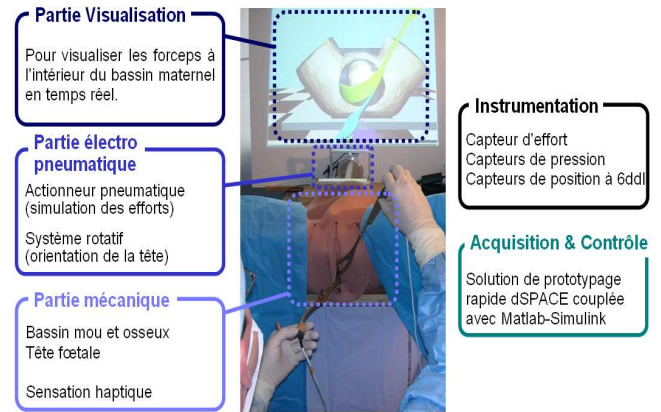 Partie Visualisation
Pour visualiser les forceps à
l'intérieur du bassin maternel
en temps réel.
Partie électro
pneumatique
Actionneur pneumatique
(simulation des efforts)
Système rotatif
(orientation de la tête)
Partie mécanique
Bassin mou et osseux
Tête fœtale
Sensation haptique
Instrumentation
Capteur d'effort
Capteurs de pression
Capteurs de position à 6ddl
Acquisition & Contrôle
Solution de prototypage
rapide dSPACE couplée
avec Matlab-Simulink